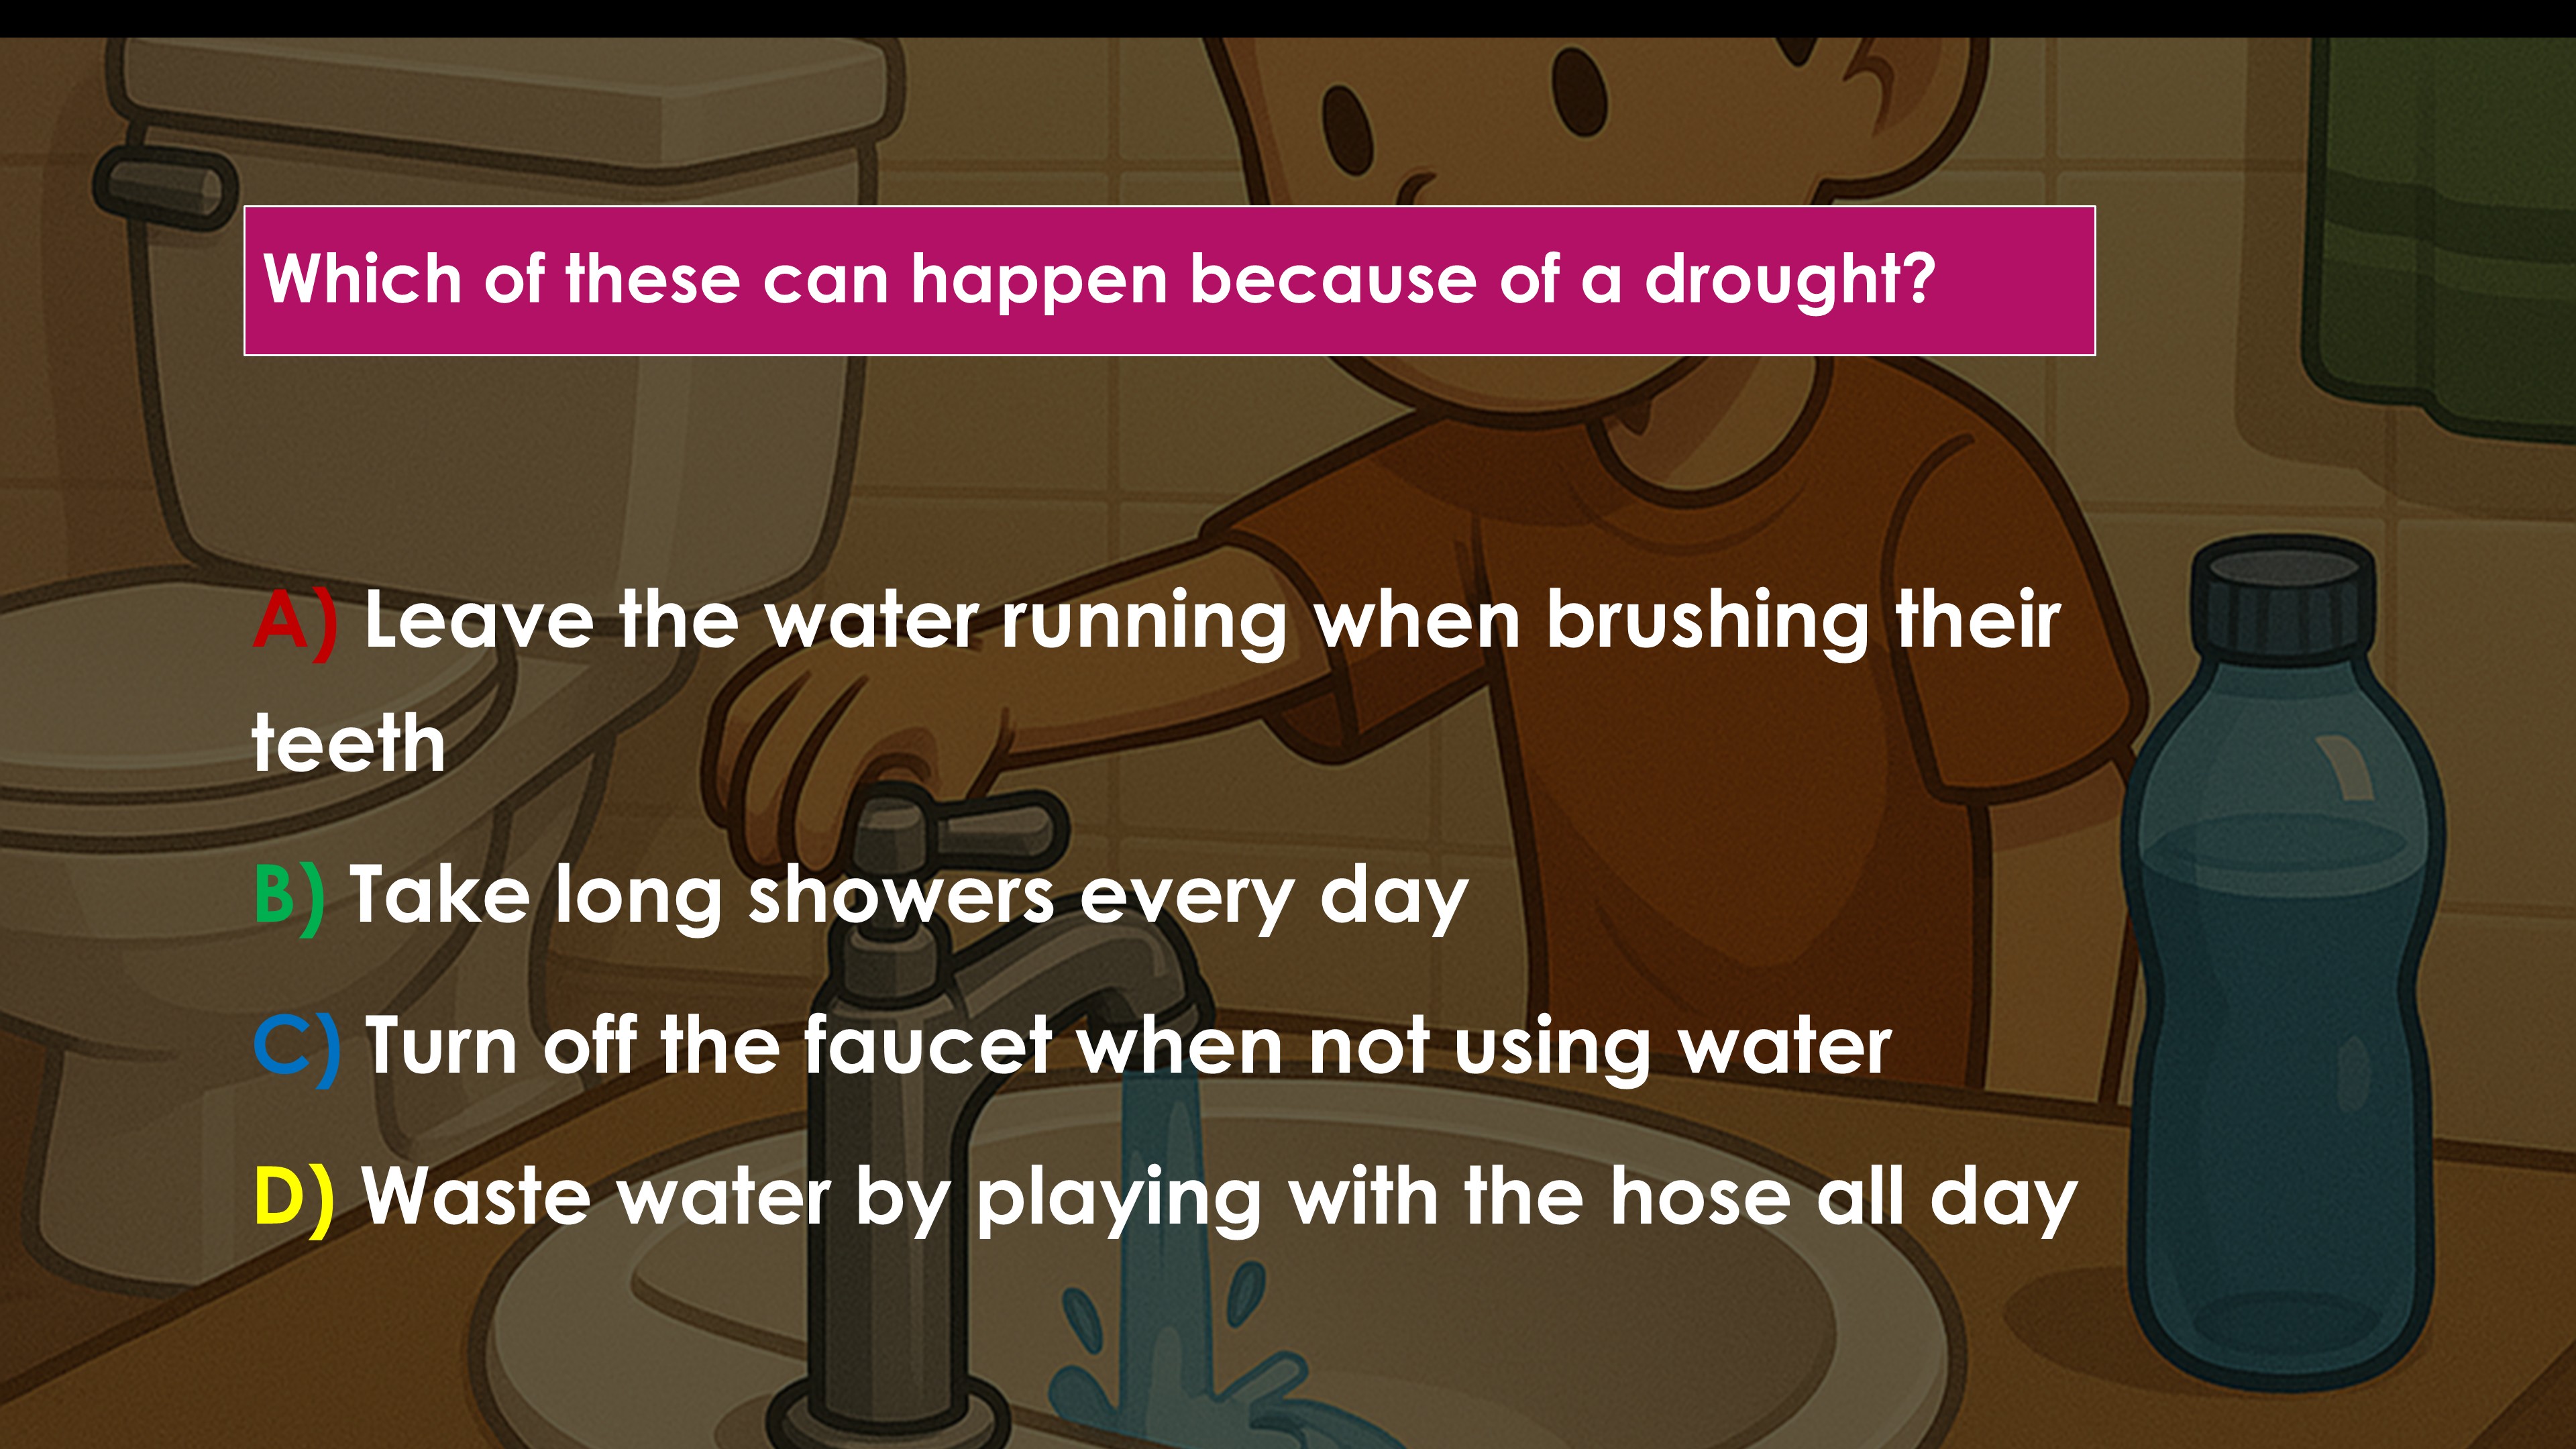 Which of these can happen because of a drought?
A) Leave the water running when brushing their
teeth
B) Take long showers every day
C) Turn off the faucet when not using water
D) Waste water by playing with the hose all day